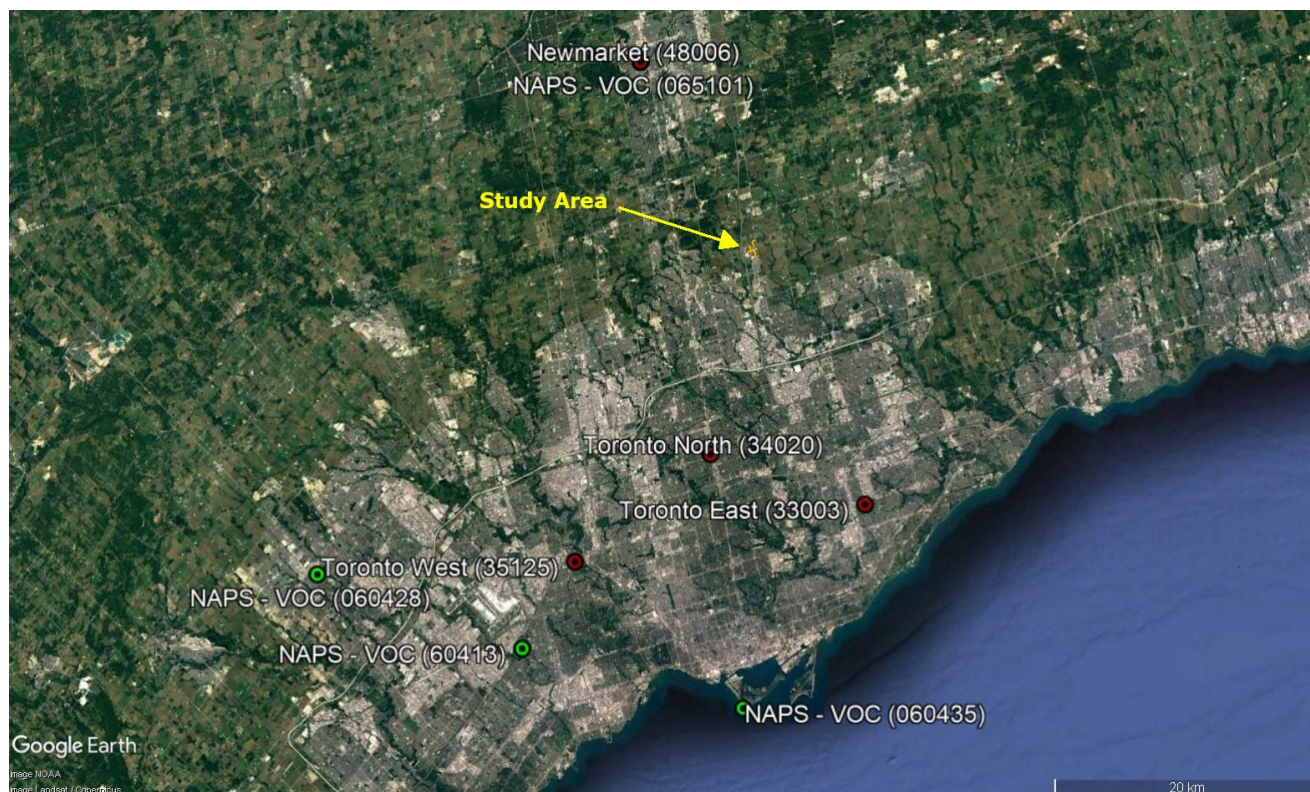 Newmarket (48006)
NAPS - VOC (065101)
Study Area
Toronto North (34020)
Toronto East (33003)
Toronto West (35125)
NAPS - VOC (060428)
NAPS - VOC (60413)
NAPS - VOC (060435)
Google Earth
Image NOAA
Image Landsat / Copernicus
20 km